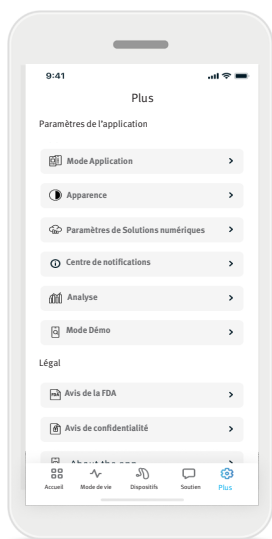 9:41
Plus
Paramètres de l'application
Mode Application
Apparence
Paramètres de Solutions numériques
Centre de notifications
Analyse
Mode Démo
Légal
Avis de la FDA
Avis de confidentialité
About the app
Accueil Mode de vie Dispositifs Soutien Plus